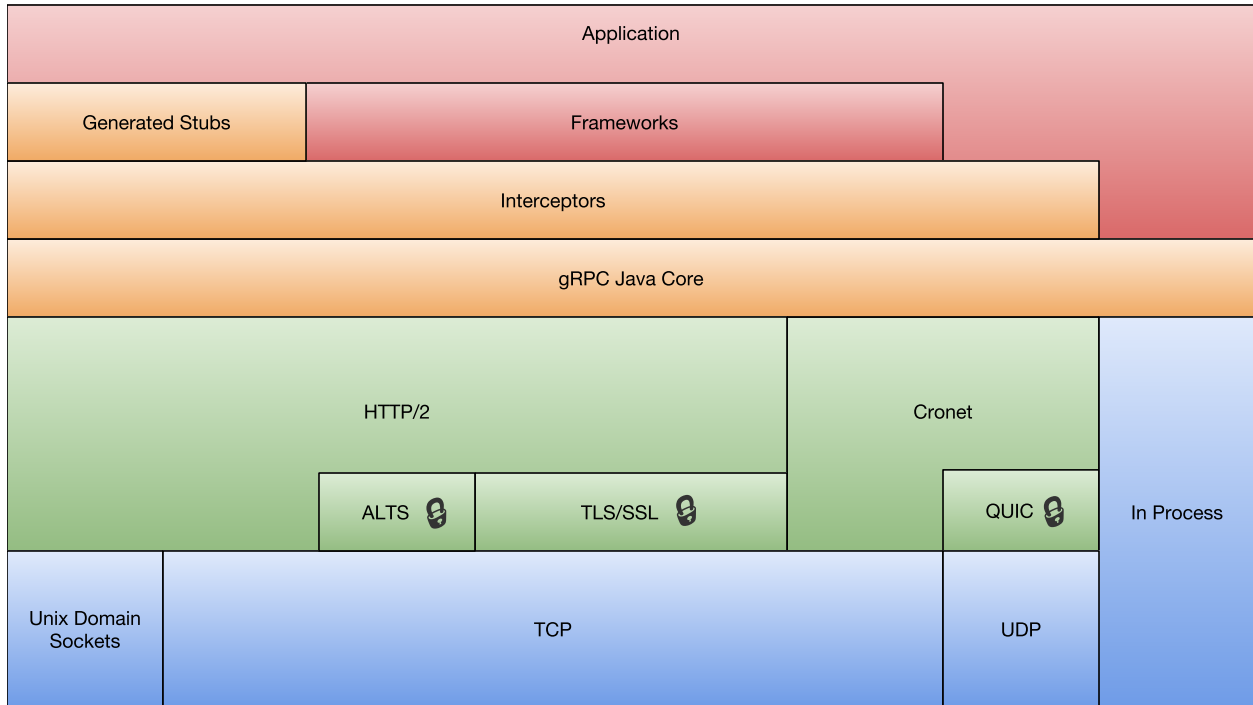 Application
Generated Stubs
Frameworks
Interceptors
gRPC Java Core
HTTP/2
Cronet
ALTS
TLS/SSL
QUIC
In Process
Unix Domain
Sockets
TCP
UDP